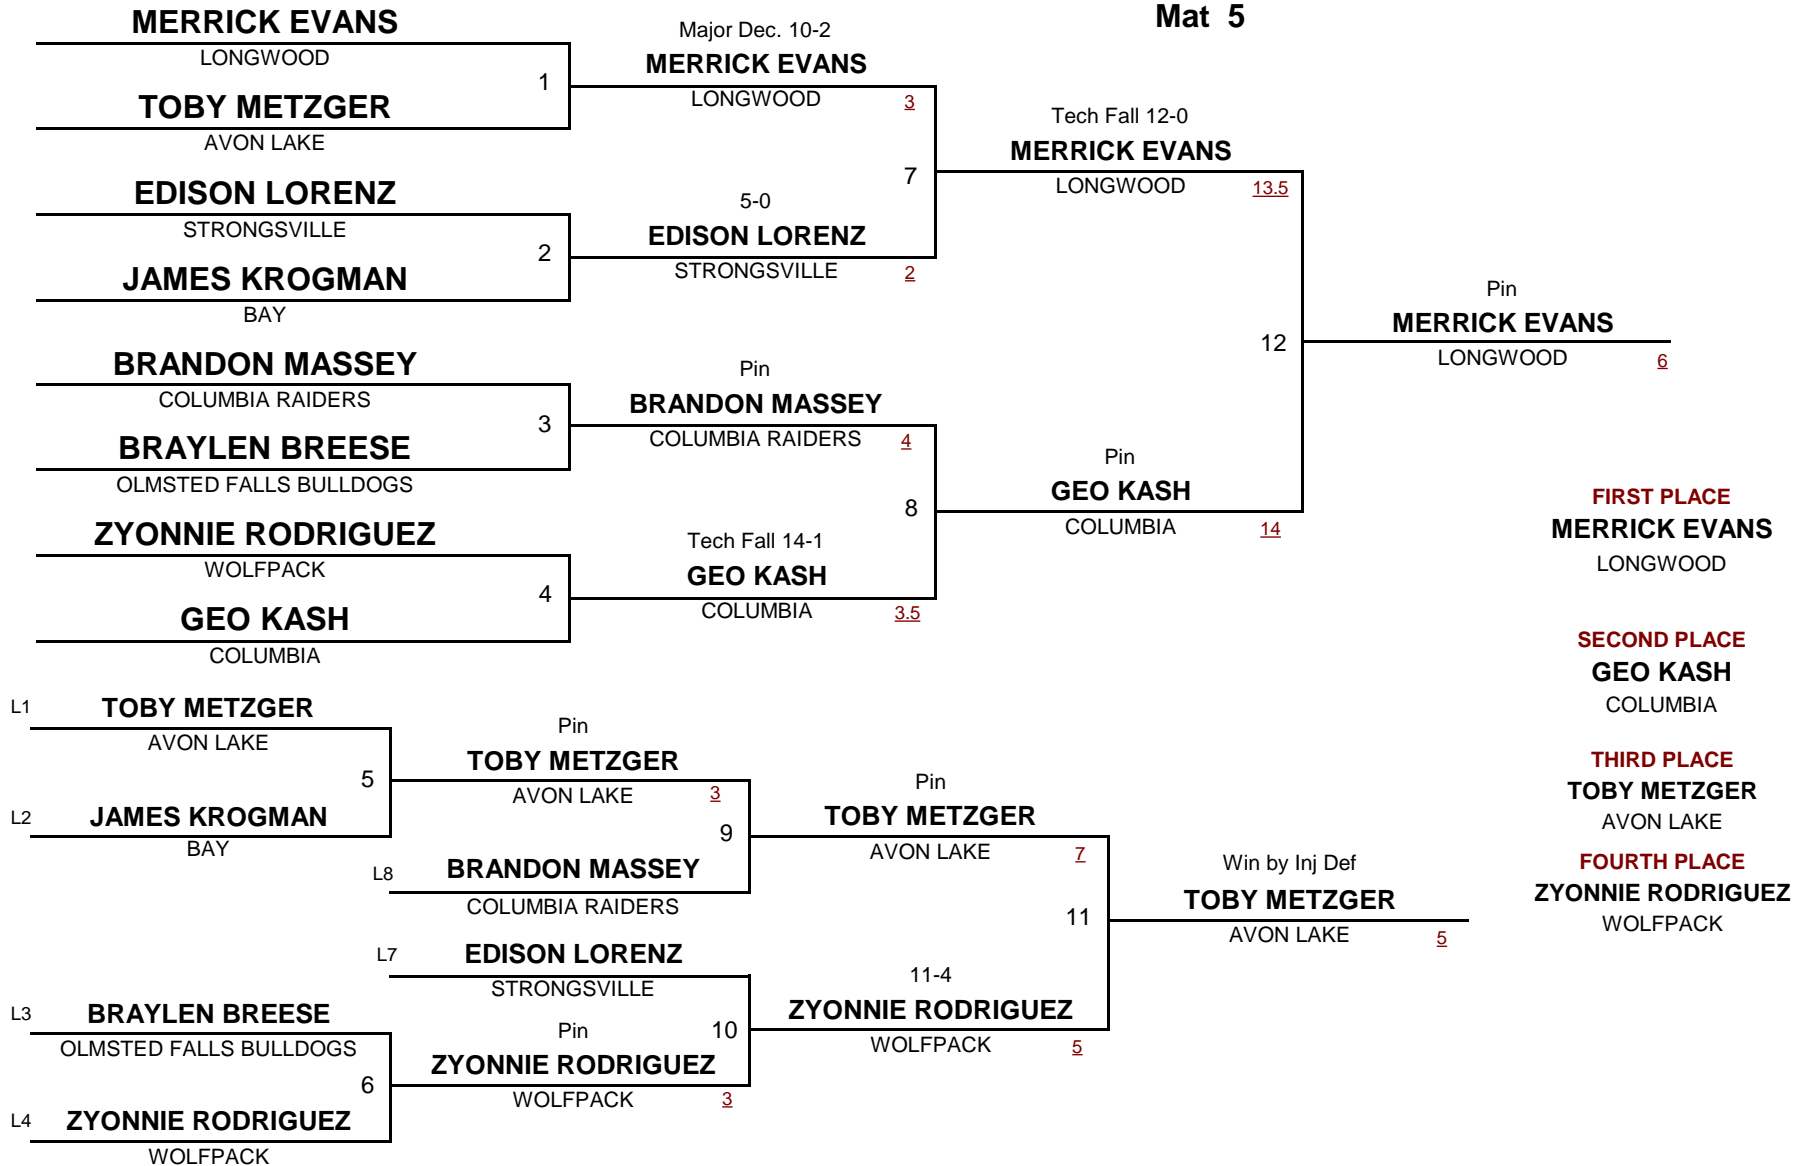 Mat 5
MERRICK EVANS
LONGWOOD
1
TOBY METZGER
AVON LAKE
EDISON LORENZ
STRONGSVILLE
2
JAMES KROGMAN
BAY
BRANDON MASSEY
COLUMBIA RAIDERS
3
BRAYLEN BREESE
OLMSTED FALLS BULLDOGS
ZYONNIE RODRIGUEZ
WOLFPACK
4
GEO KASH
COLUMBIA
Major Dec. 10-2
MERRICK EVANS
LONGWOOD 3
7
5-0
EDISON LORENZ
STRONGSVILLE 2
Pin
BRANDON MASSEY
COLUMBIA RAIDERS 4
8
Tech Fall 14-1
GEO KASH
COLUMBIA 3.5
Tech Fall 12-0
MERRICK EVANS
LONGWOOD 13.5
12
Pin
GEO KASH
COLUMBIA 14
Pin
MERRICK EVANS
LONGWOOD 6
L1 TOBY METZGER
AVON LAKE
5
L2 JAMES KROGMAN
BAY
L3 BRAYLEN BREESE
OLMSTED FALLS BULLDOGS
6
L4 ZYONNIE RODRIGUEZ
WOLFPACK
Pin
TOBY METZGER
AVON LAKE 3
9
L8 BRANDON MASSEY
COLUMBIA RAIDERS
L7 EDISON LORENZ
STRONGSVILLE
10
Pin
ZYONNIE RODRIGUEZ
WOLFPACK 3
Pin
TOBY METZGER
AVON LAKE 7
11
11-4
ZYONNIE RODRIGUEZ
WOLFPACK 5
Win by Inj Def
TOBY METZGER
AVON LAKE 5
FIRST PLACE
MERRICK EVANS
LONGWOOD
SECOND PLACE
GEO KASH
COLUMBIA
THIRD PLACE
TOBY METZGER
AVON LAKE
FOURTH PLACE
ZYONNIE RODRIGUEZ
WOLFPACK